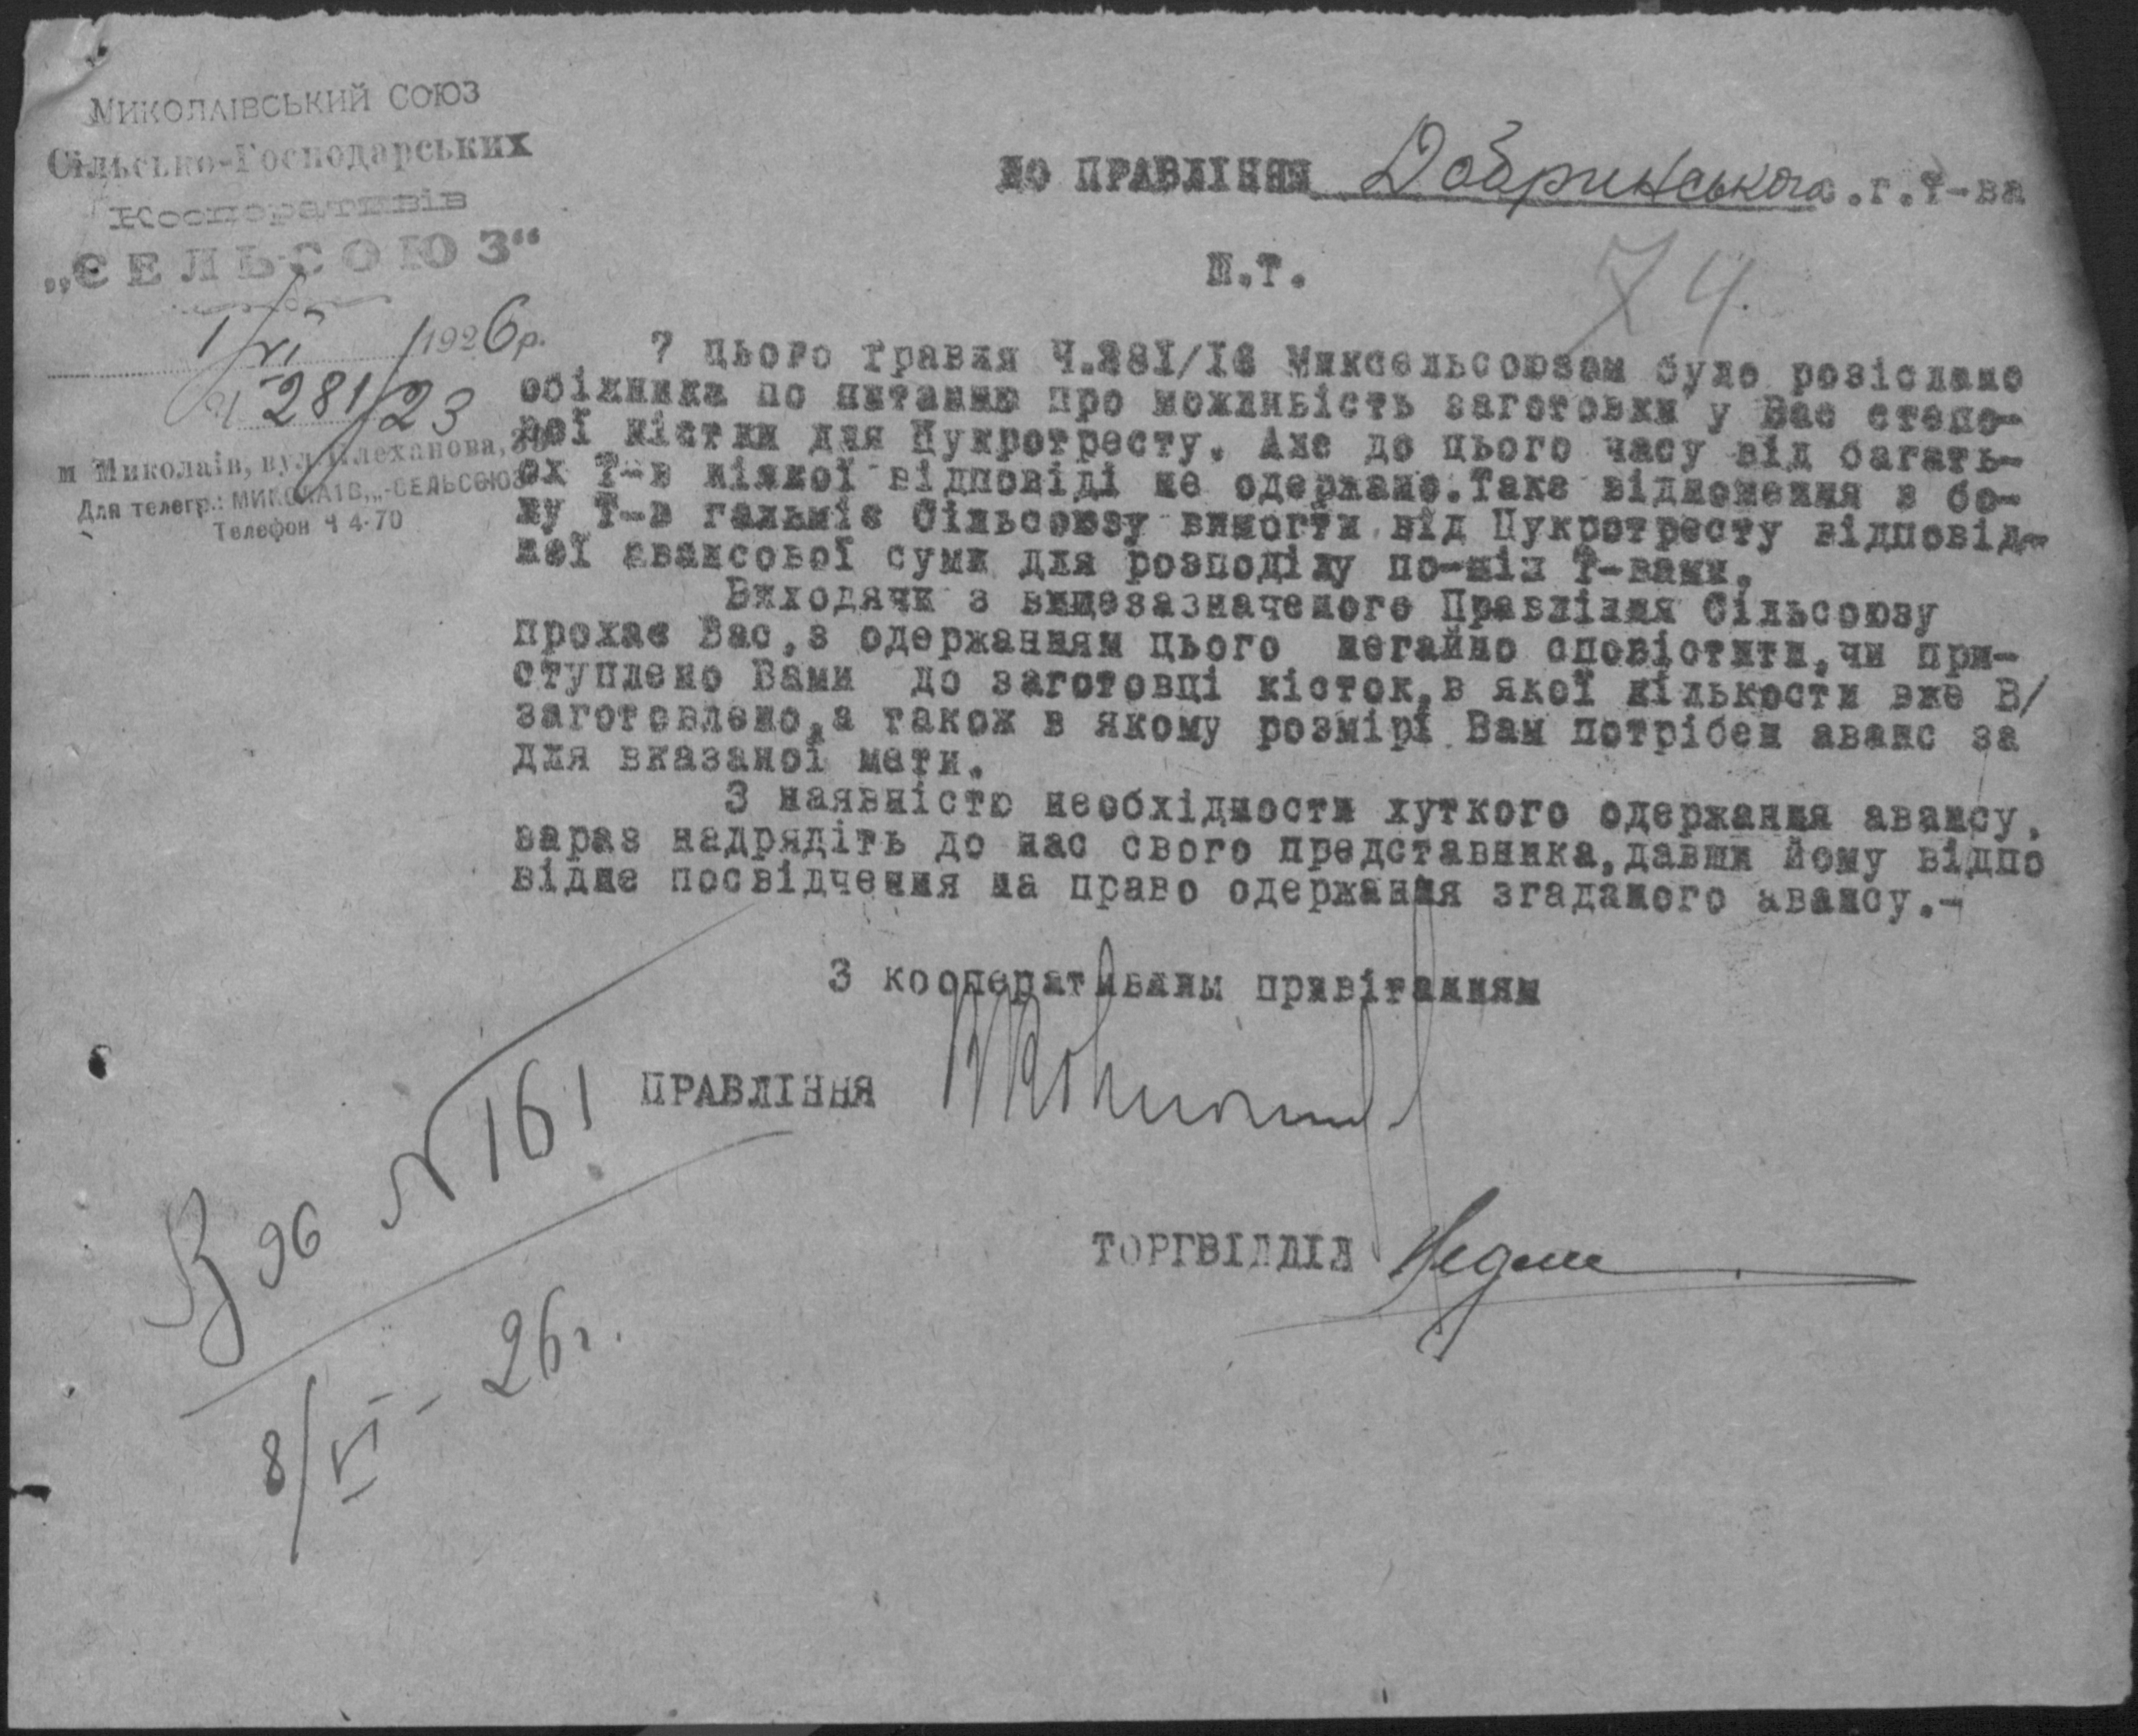 Миколаївський Союз
Сільсько-Господарських
Кооперативів
„СЕЛЬСОЮЗ“
1/VI 1926 р.
Ч 281/23
м Миколаїв, вул. Плеханова,
Для телегр.: МИКОЛАЇВ, „СЕЛЬСОЮЗ
Телефон Ч 4-70
ДО ПРАВЛІННЯ Добринського с.г.Т-ва
Ш.Т.
74.
7 цього травня Ч.281/16 Миксельсоюзом було розіслано
обіжника по питанню про можливість заготовки у Вас степо-
вої кістки для Цукротресту. Але до цього часу від багать-
ох Т-в ніякої відповіді не одержано.Таке відношення з бо-
ку Т-в гальмує Сільсоюзу вимогти від Цукротресту відповід-
ної авансової суми для розподілу по-між Т-вами.
Виходячи з вищезазначеного Правління Сільсоюзу
прохає Вас,з одержанням цього негайно сповістити,чи при-
ступлено Вами до заготовці кісток,в якої кількости вже В/
заготовлено,а також в якому розмірі Вам потрібен аванс за
для вказаної мети.
З наявністю необхідности хуткого одержання авансу,
зараз надрядіть до нас свого представника,давши йому відпо
відне посвідчення на право одержання згаданого авансу.-
З кооперативним привітанням
ПРАВЛІННЯ
ТОРГВІДДІЛ
В 96 N 161
8/VI - 26 г.